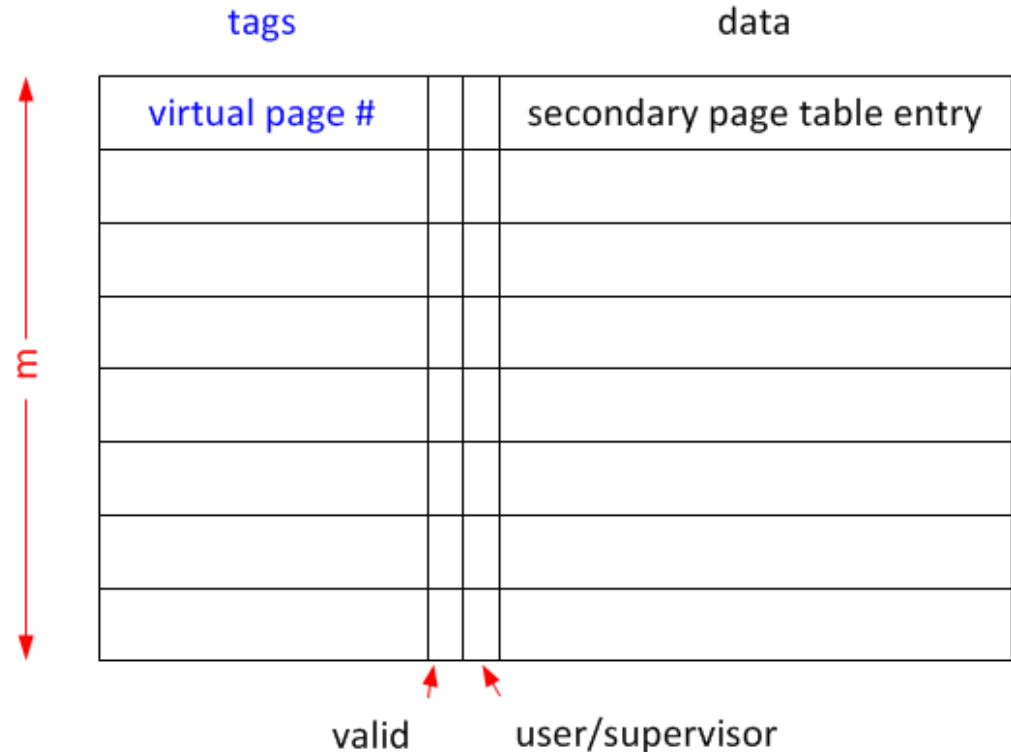 tags data
virtual page # secondary page table entry
m
valid user/supervisor